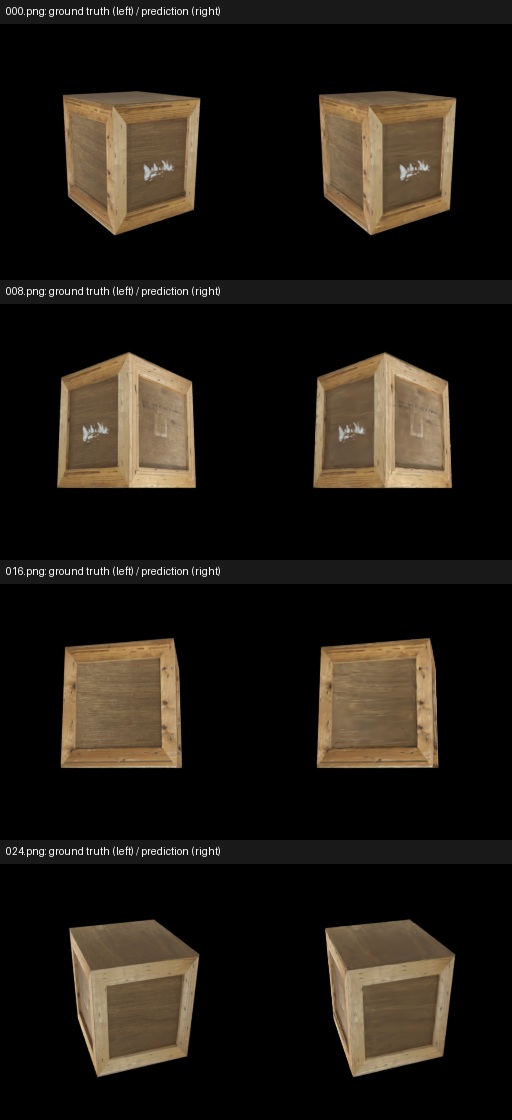 000.png: ground truth (left) / prediction (right)
008.png: ground truth (left) / prediction (right)
016.png: ground truth (left) / prediction (right)
024.png: ground truth (left) / prediction (right)